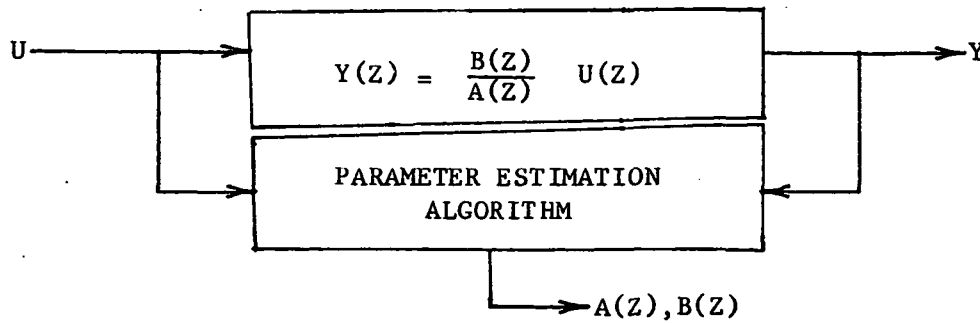 U
Y(Z) = B(Z)/A(Z) U(Z)
Y
PARAMETER ESTIMATION
ALGORITHM
A(Z),B(Z)